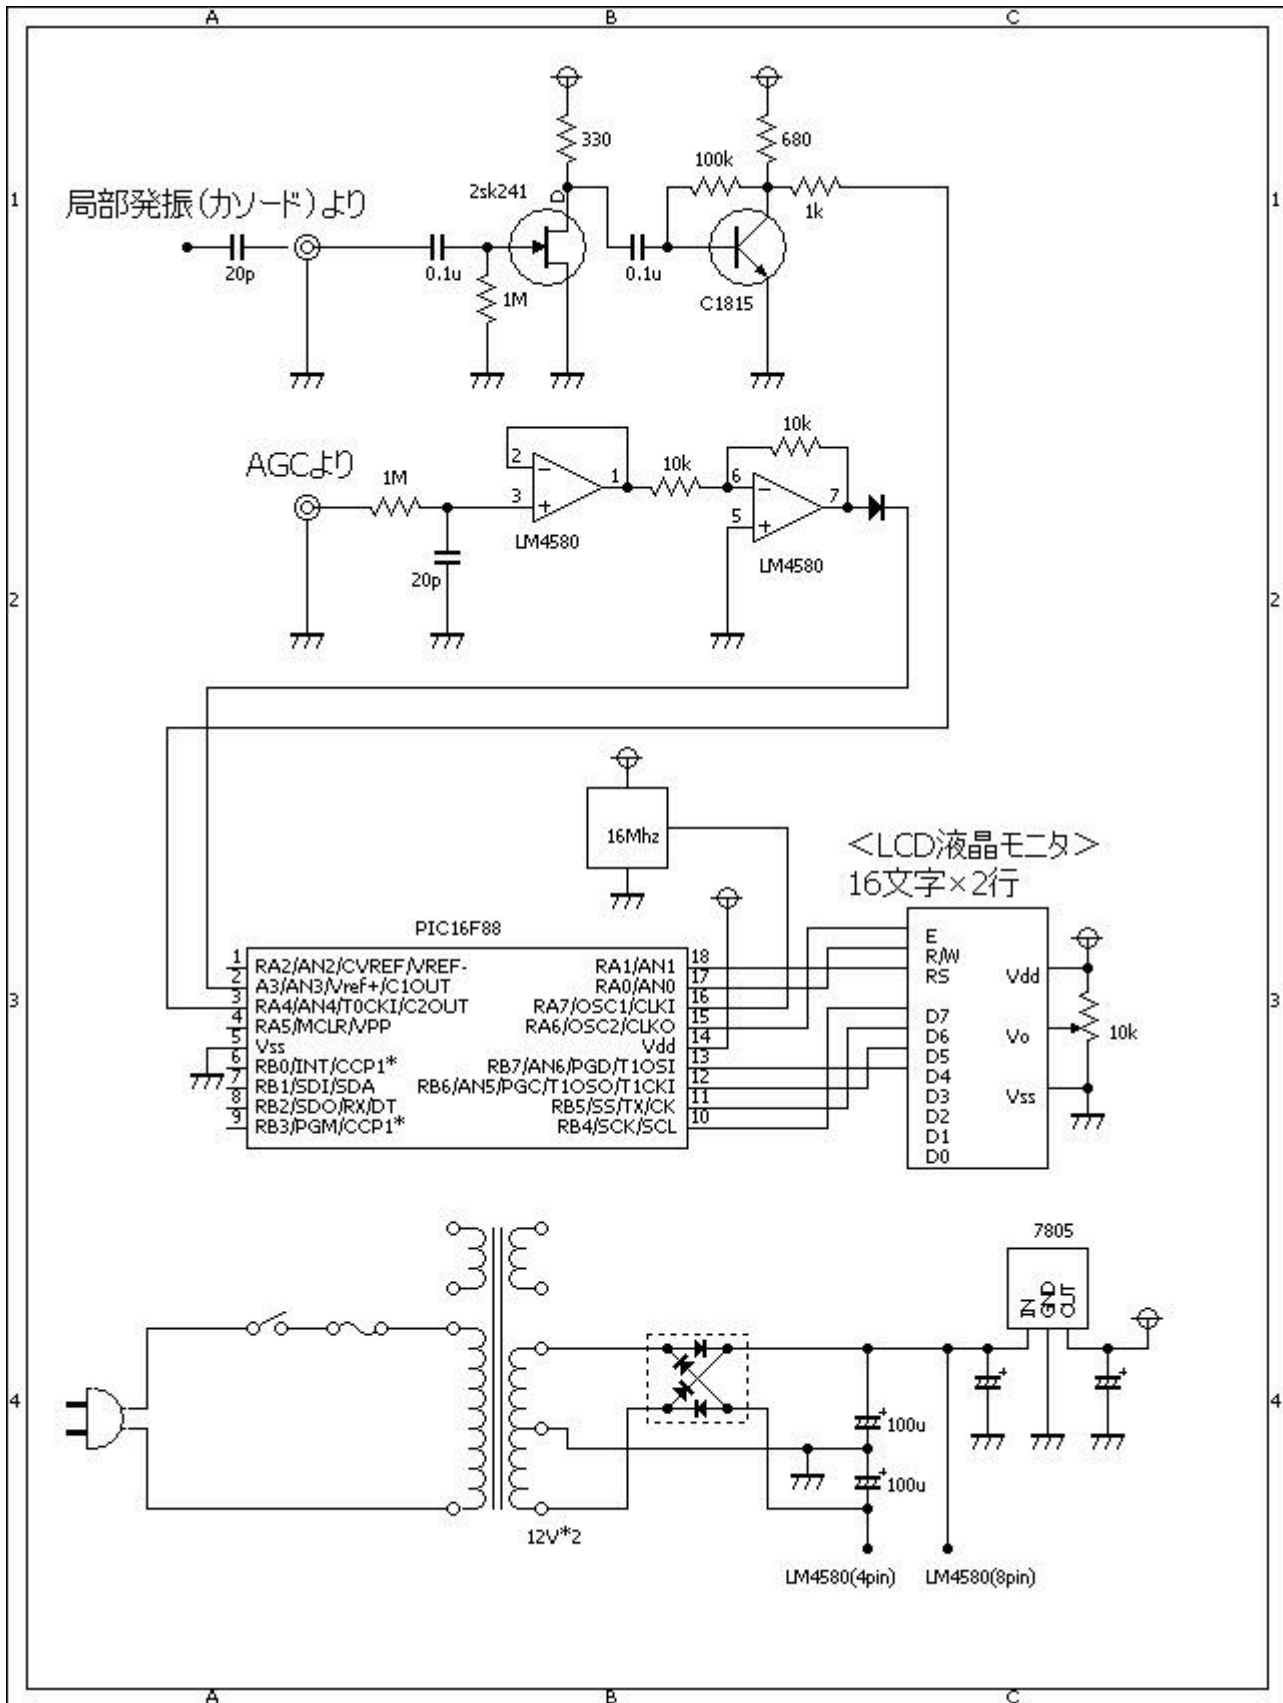 A B C
1 1
330
680
100k
1k
2sk241
D
局部発振(カソード)より
20p
0.1u
1M
0.1u
C1815
AGCより
1M
20p
2
3
1
LM4580
10k
10k
6
5
7
LM4580
2 2
16Mhz
<LCD液晶モニタ>
16文字×2行
PIC16F88
1 RA2/AN2/CVREF/VREF-
2 A3/AN3/Vref+/C1OUT
3 RA4/AN4/T0CKI/C2OUT
4 RA5/MCLR/VPP
5 Vss
6 RB0/INT/CCP1*
7 RB1/SDI/SDA
8 RB2/SDO/RX/DT
9 RB3/PGM/CCP1*
RA1/AN1 18
RA0/AN0 17
RA7/OSC1/CLKI 16
RA6/OSC2/CLKO 15
Vdd 14
RB7/AN6/PGD/T1OSI 13
RB6/AN5/PGC/T1OSO/T1CKI 12
RB5/SS/TX/CK 11
RB4/SCK/SCL 10
E
R/W
RS
D7
D6
D5
D4
D3
D2
D1
D0
Vdd
Vo
Vss
10k
3 3
7805
IN
GND
OUT
+
+
+
100u
+
100u
12V*2
LM4580(4pin) LM4580(8pin)
4 4
A B C